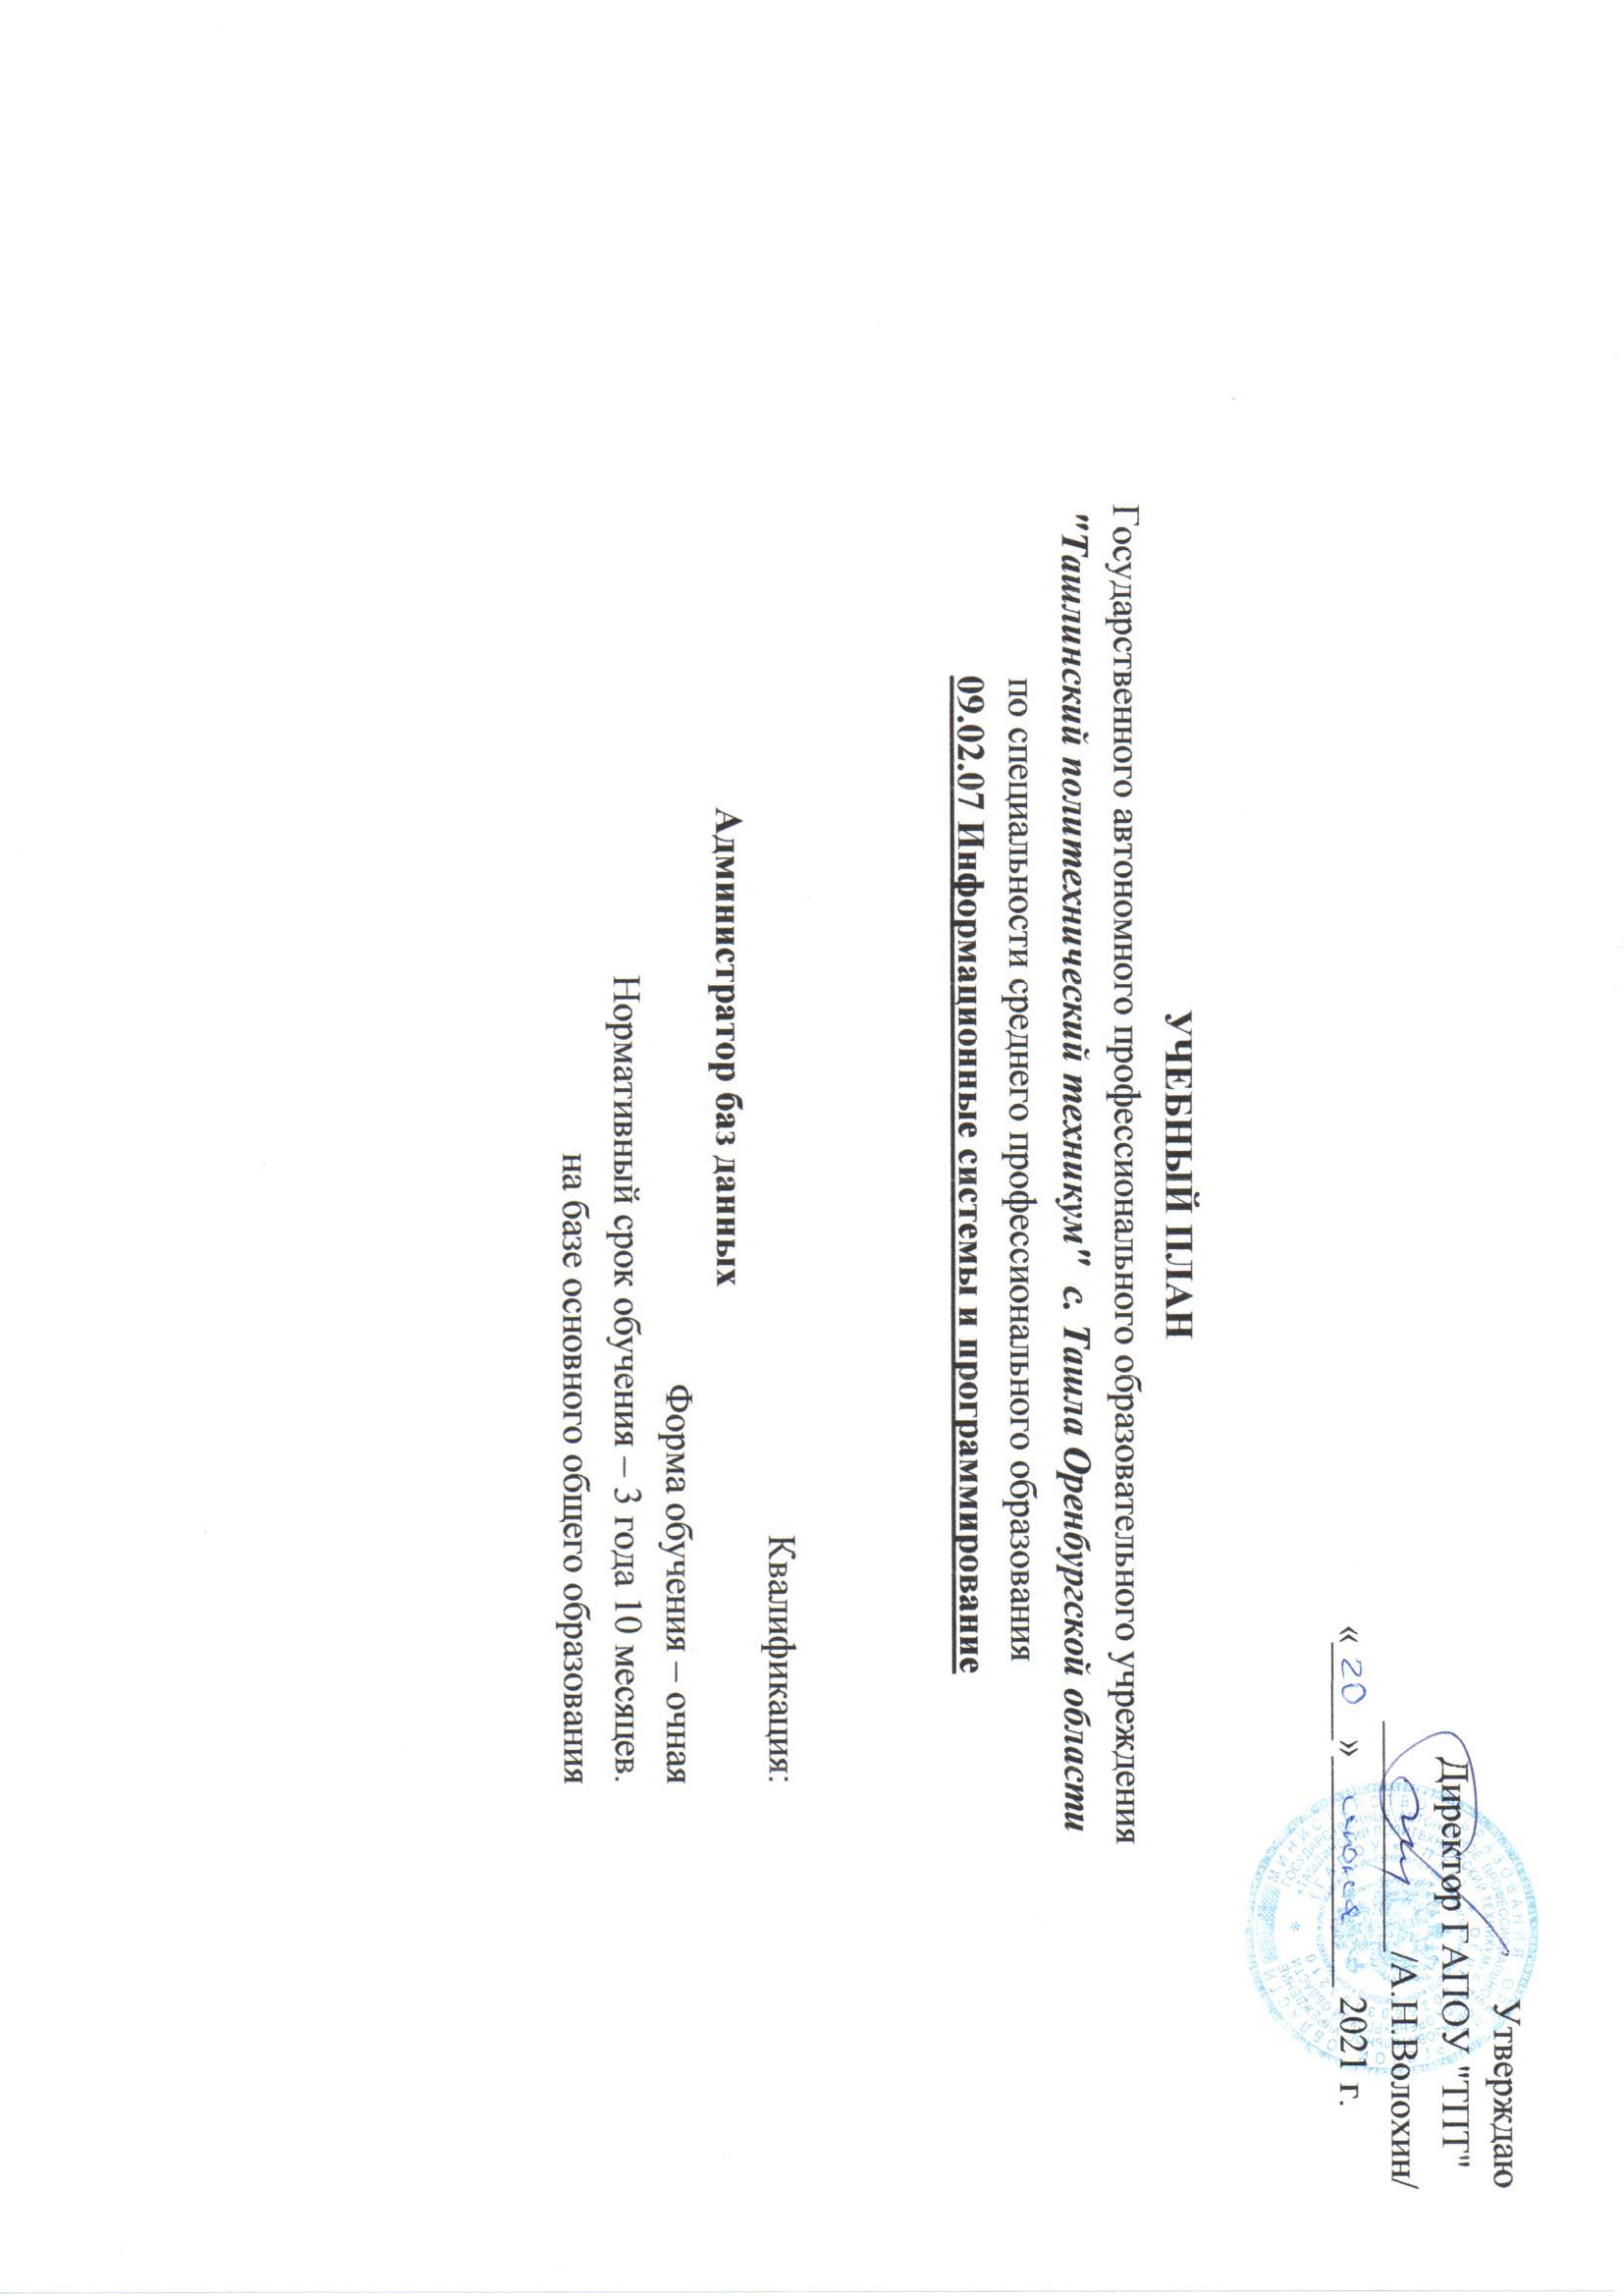 Утверждаю
Директор ГАПОУ "ТПТ"
/А.Н.Волохин/
« 20 » июня 2021 г.
УЧЕБНЫЙ ПЛАН
Государственного автономного профессионального образовательного учреждения
"Ташлинский политехнический техникум" с. Ташла Оренбургской области
по специальности среднего профессионального образования
09.02.07 Информационные системы и программирование
Квалификация:
Администратор баз данных
Форма обучения – очная
Нормативный срок обучения – 3 года 10 месяцев.
на базе основного общего образования